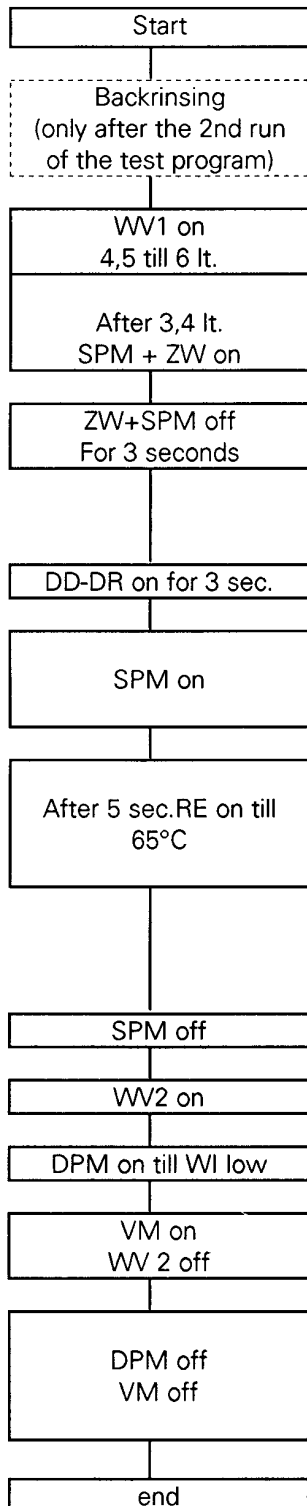 Start
Backrinsing
(only after the 2nd run
of the test program)
WV1 on
4,5 till 6 lt.
After 3,4 lt.
SPM + ZW on
ZW+SPM off
For 3 seconds
DD-DR on for 3 sec.
SPM on
After 5 sec.RE on till
65°C
SPM off
WV2 on
DPM on till WI low
VM on
WV 2 off
DPM off
VM off
end